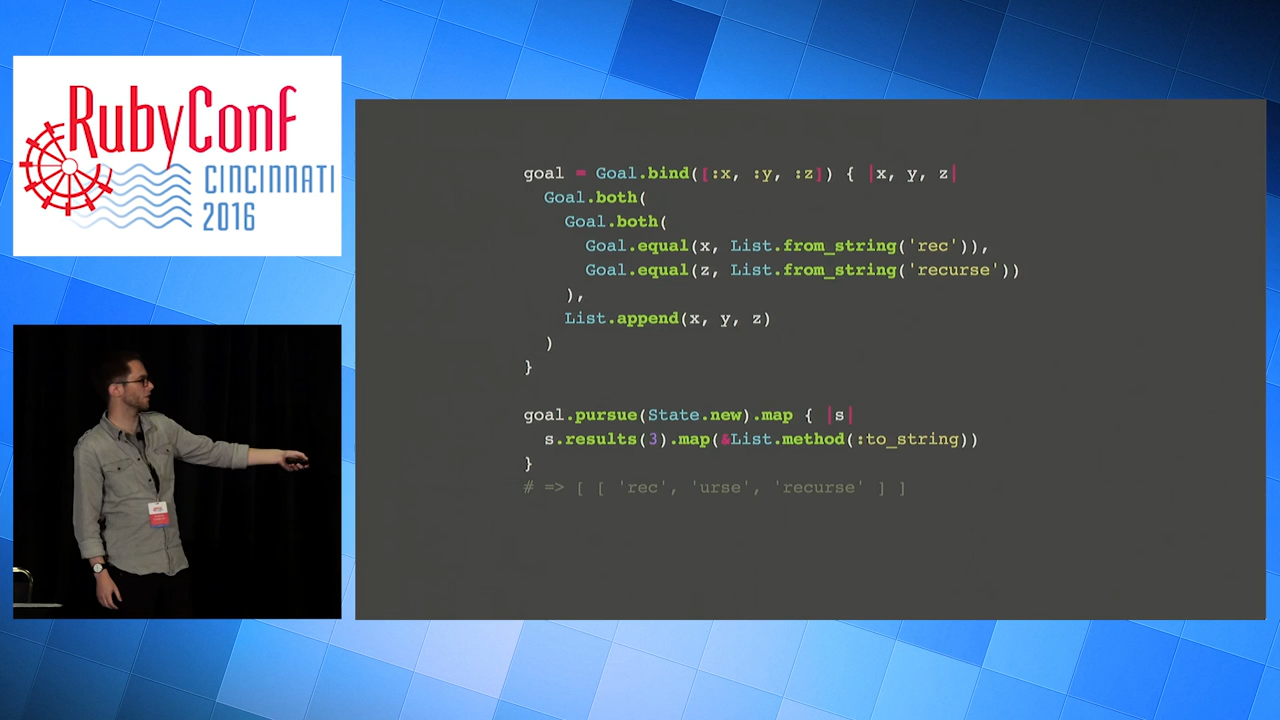 RubyConf
CINCINNATI
2016
goal = Goal.bind([:x, :y, :z]) { |x, y, z|
  Goal.both(
    Goal.both(
      Goal.equal(x, List.from_string('rec')),
      Goal.equal(z, List.from_string('recurse'))
    ),
    List.append(x, y, z)
  )
}
goal.pursue(State.new).map { |s|
  s.results(3).map(&List.method(:to_string))
}
# => [ [ 'rec', 'urse', 'recurse' ] ]